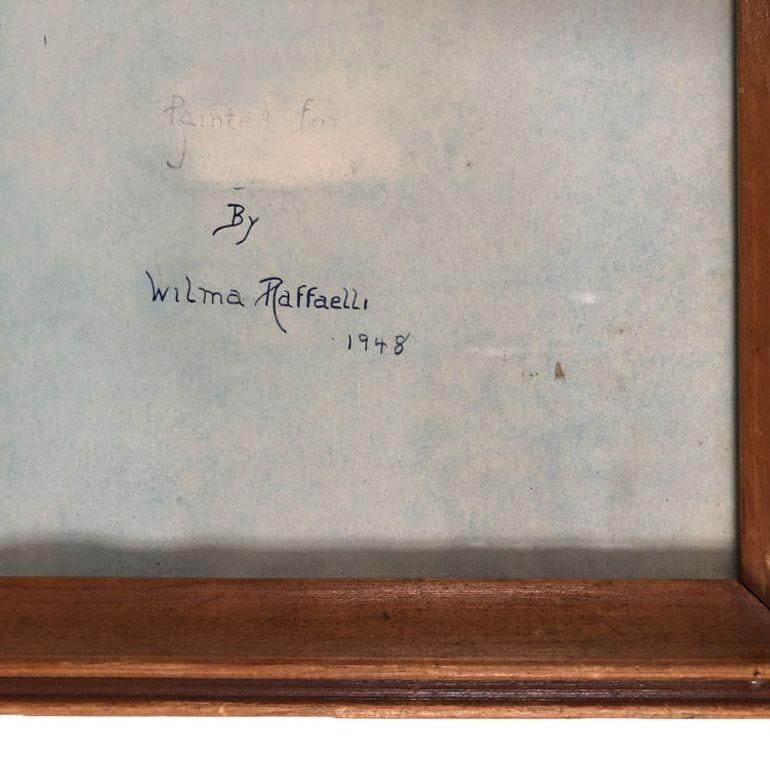 Painted for
By
Wilma Raffaelli
1948